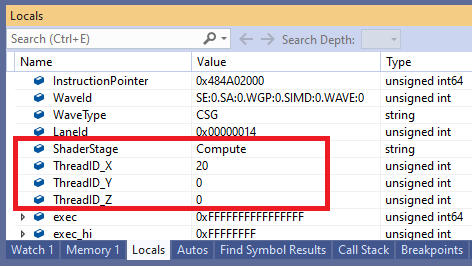 Locals
Search (Ctrl+E) Search Depth:
Name Value Type
InstructionPointer 0x484A02000 unsigned int64
WaveId SE:0.SA:0.WGP:0.SIMD:0.WAVE:0 unsigned int
WaveType CSG string
LaneId 0x00000014 unsigned int
ShaderStage Compute string
ThreadID_X 20 unsigned int
ThreadID_Y 0 unsigned int
ThreadID_Z 0 unsigned int
exec 0xFFFFFFFFFFFFFFFF unsigned int64
exec_hi 0xFFFFFFFF unsigned int
Watch 1 Memory 1 Locals Autos Find Symbol Results Call Stack Breakpoints